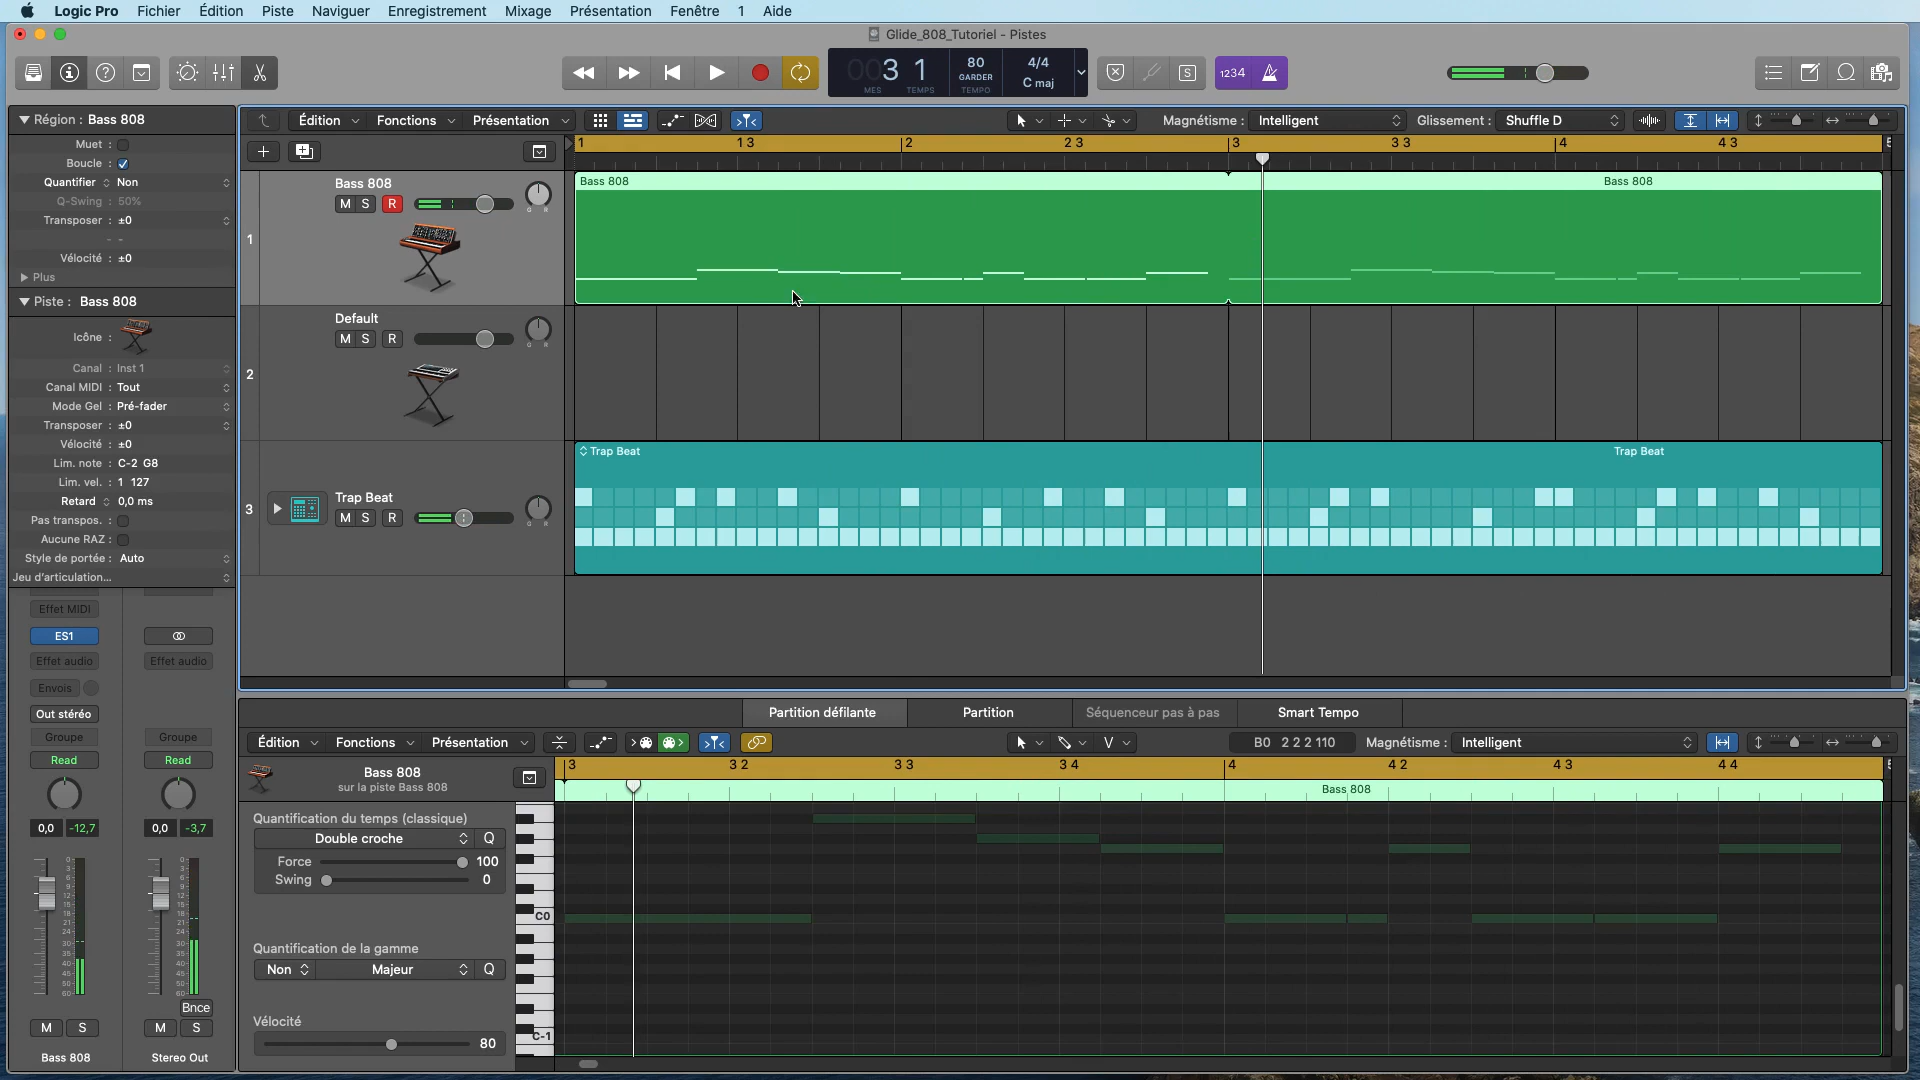 Logic Pro Fichier Édition Piste Naviguer Enregistrement Mixage Présentation Fenêtre 1 Aide
Glide_808_Tutoriel - Pistes
003 1 80 4/4
GARDER C maj
MES TEMPS TEMPO
S 1234
Région : Bass 808
Muet :
Boucle :
Quantifier Non
Q-Swing : 50%
Transposer : ±0
- -
Vélocité : ±0
Plus
Piste : Bass 808
Icône :
Canal : Inst 1
Canal MIDI : Tout
Mode Gel : Pré-fader
Transposer : ±0
Vélocité : ±0
Lim. note : C-2 G8
Lim. vel. : 1 127
Retard 0,0 ms
Pas transpos. :
Aucune RAZ :
Style de portée : Auto
Jeu d'articulation...
Effet MIDI
ES1
Effet audio Effet audio
Envois
Out stéréo
Groupe Groupe
Read Read
0,0 -12,7 0,0 -3,7
Bnce
M S M S
Bass 808 Stereo Out
Édition Fonctions Présentation Magnétisme : Intelligent Glissement : Shuffle D
1 1 3 2 2 3 3 3 3 4 4 3 5
1 Bass 808
M S R
Bass 808 Bass 808
2 Default
M S R
3 Trap Beat
M S R
Trap Beat Trap Beat
Partition défilante Partition Séquenceur pas à pas Smart Tempo
Édition Fonctions Présentation B0 2 2 2 110 Magnétisme : Intelligent
3 3 2 3 3 3 4 4 4 2 4 3 4 4 5
Bass 808
sur la piste Bass 808
Bass 808
Quantification du temps (classique)
Double croche Q
Force 100
Swing 0
Quantification de la gamme
Non Majeur Q
Vélocité
80
C0
C-1